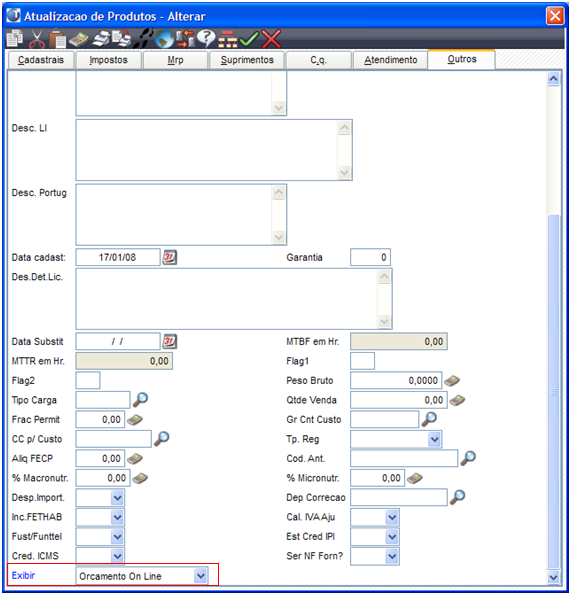 Atualizacao de Produtos - Alterar
Cadastrais Impostos Mrp Suprimentos C.q. Atendimento Outros
Desc. LI
Desc. Portug
Data cadast: 17/01/08 Garantia 0
Des.Det.Lic.
Data Substit / / MTBF em Hr. 0,00
MTTR em Hr. 0,00 Flag1
Flag2 Peso Bruto 0,0000
Tipo Carga Qtde Venda 0,00
Frac Permit 0,00 Gr Cnt Custo
CC p/ Custo Tp. Reg
Aliq FECP 0,00 Cod. Ant.
% Macronutr. 0,00 % Micronutr. 0,00
Desp.Import. Dep Correcao
Inc.FETHAB Cal. IVA Aju
Fust/Funttel Est Cred IPI
Cred. ICMS Ser NF Forn?
Exibir Orcamento On Line